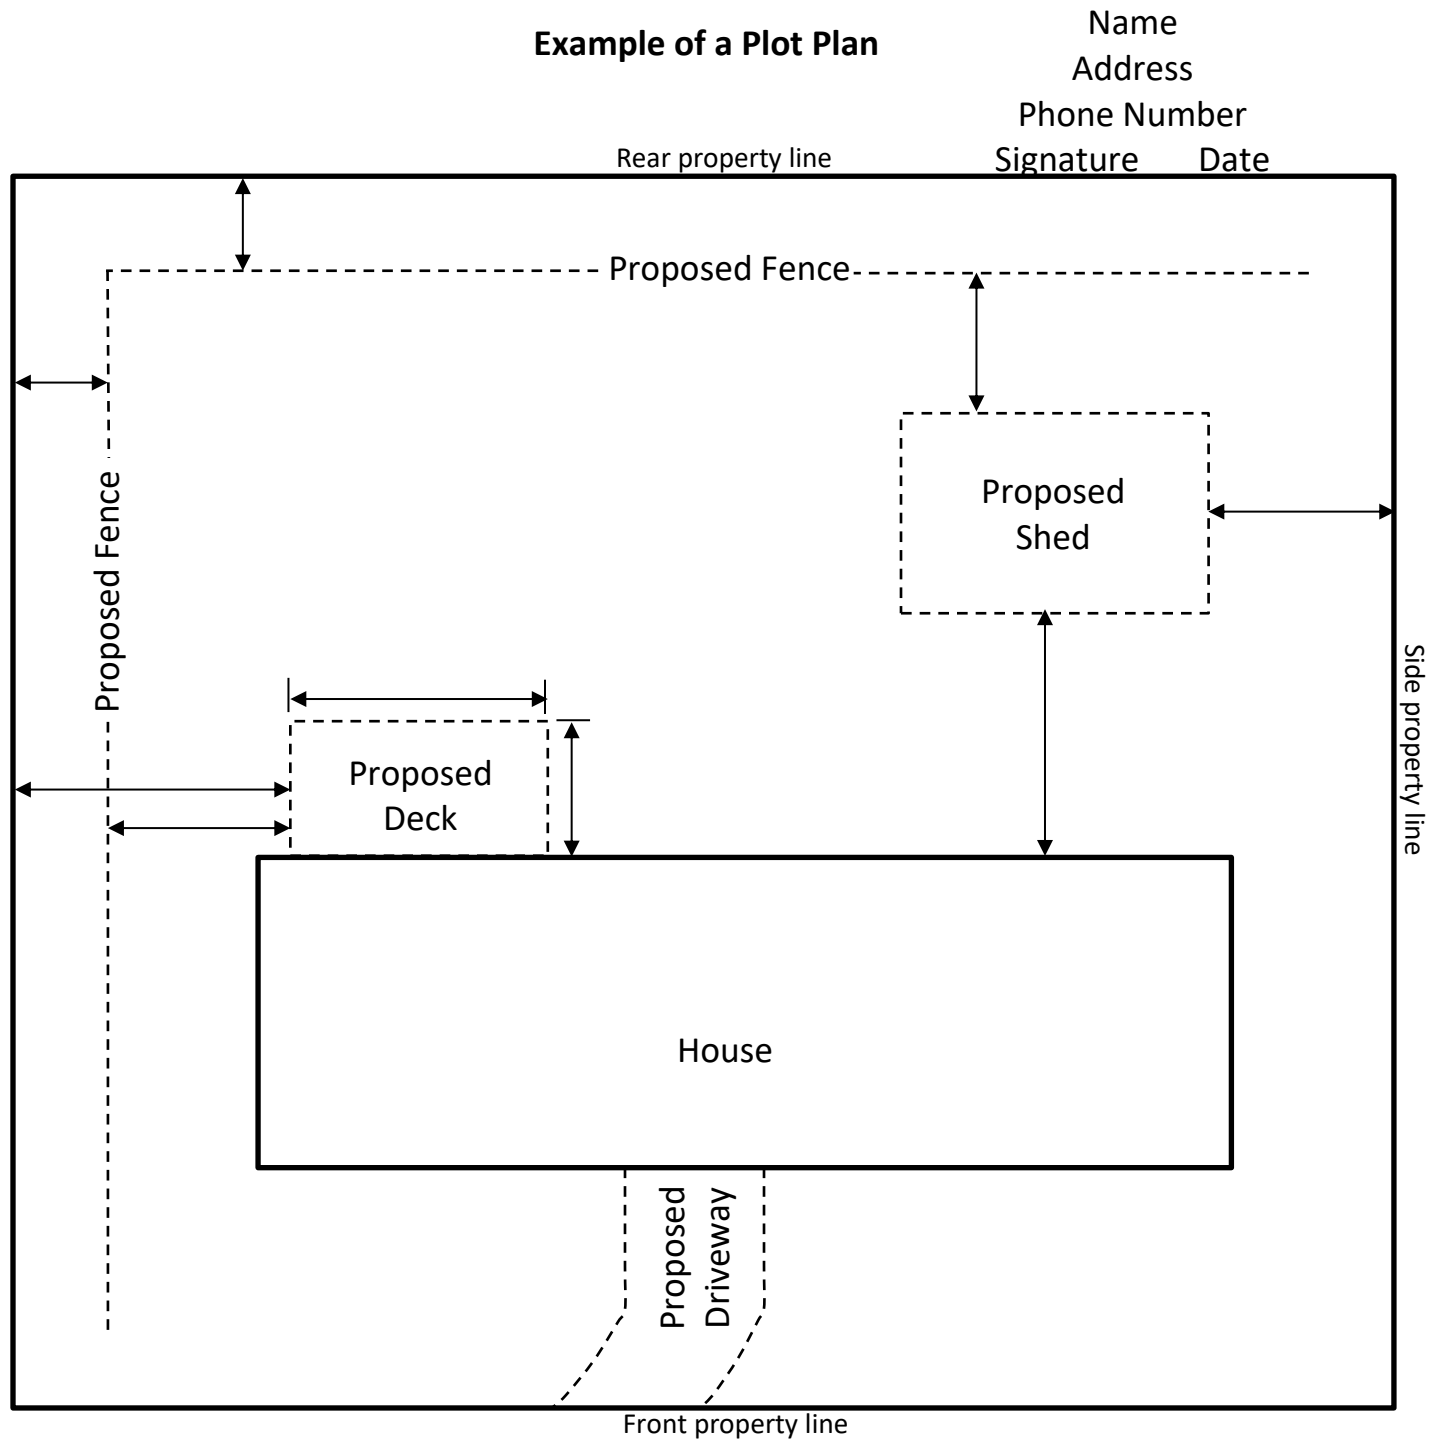 Example of a Plot Plan
Name
Address
Phone Number
Signature Date
Rear property line
Proposed Fence
Proposed
Shed
Proposed Fence
Side property line
Proposed
Deck
House
Proposed
Driveway
Front property line